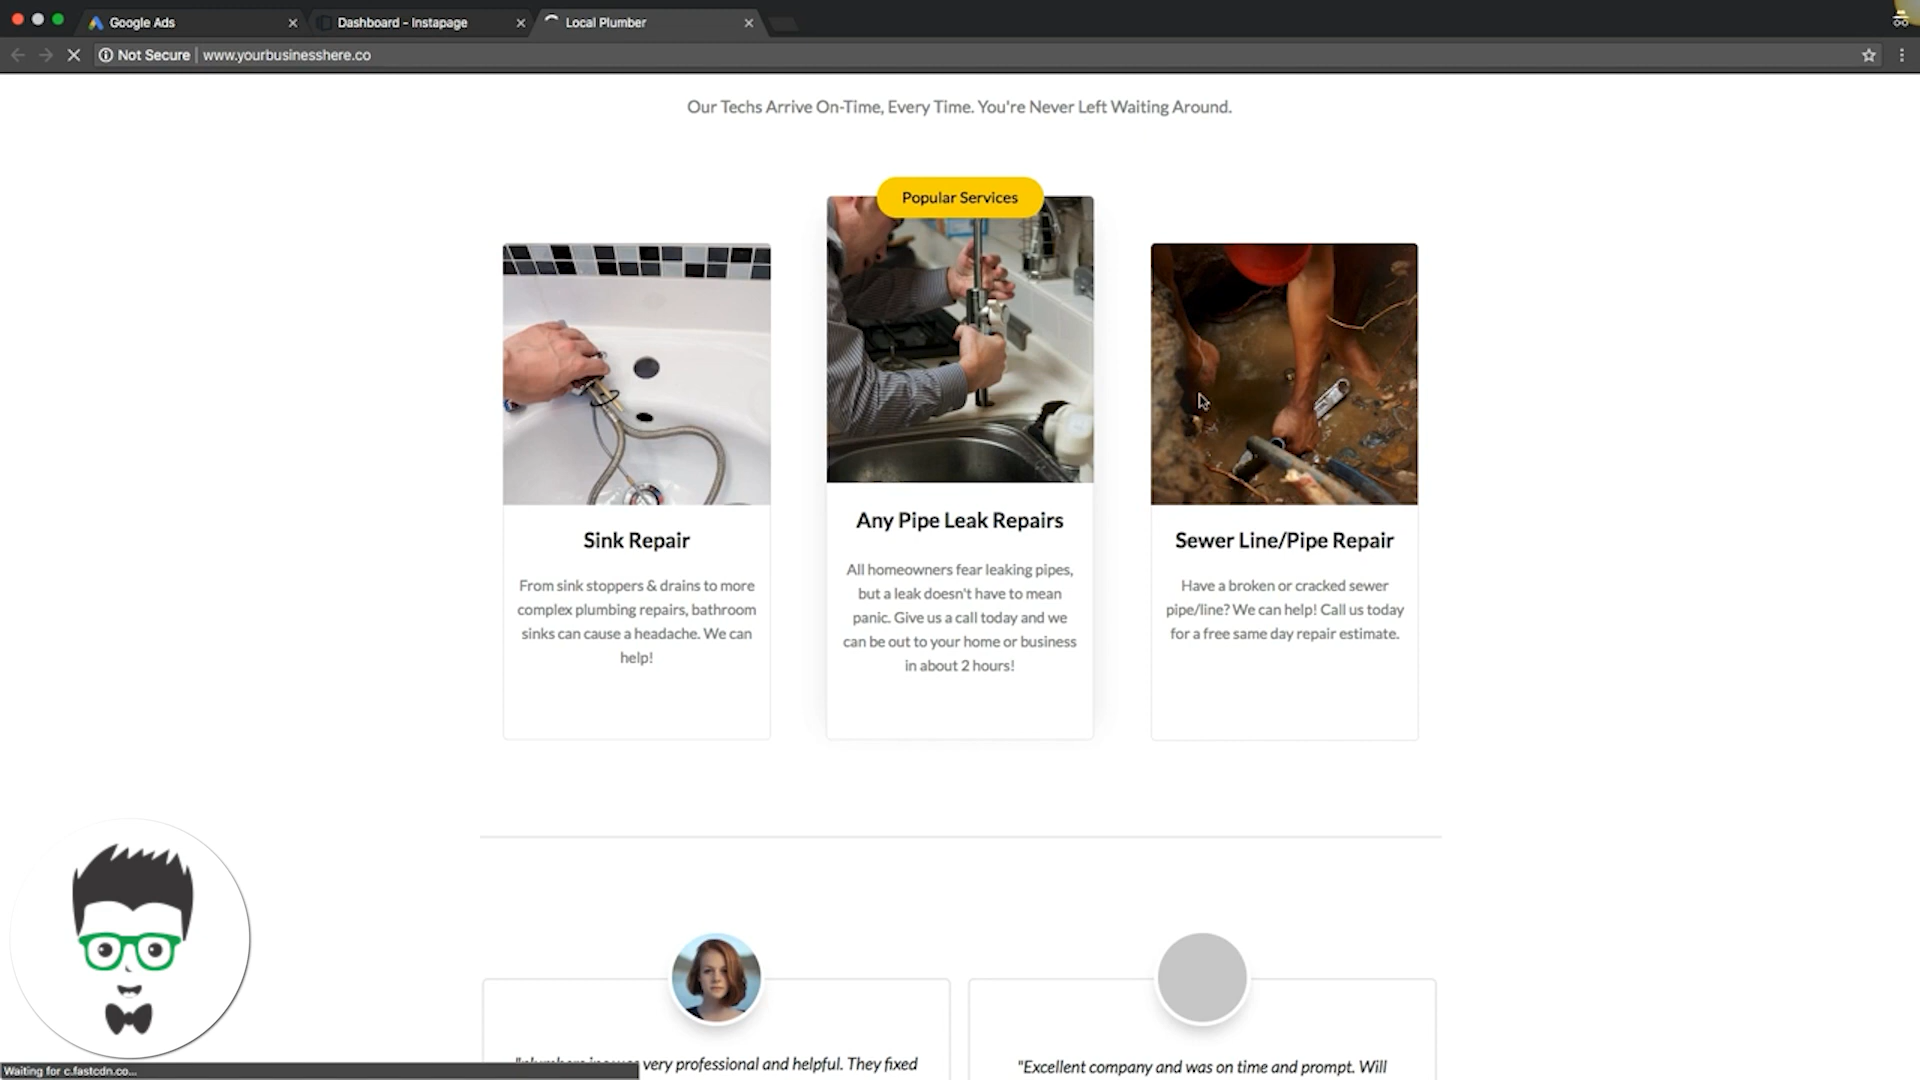 Google Ads
Dashboard - Instapage
Local Plumber
Not Secure | www.yourbusinesshere.co
Our Techs Arrive On-Time, Every Time. You're Never Left Waiting Around.
Popular Services
Sink Repair
From sink stoppers & drains to more
complex plumbing repairs, bathroom
sinks can cause a headache. We can
help!
Any Pipe Leak Repairs
All homeowners fear leaking pipes,
but a leak doesn't have to mean
panic. Give us a call today and we
can be out to your home or business
in about 2 hours!
Sewer Line/Pipe Repair
Have a broken or cracked sewer
pipe/line? We can help! Call us today
for a free same day repair estimate.
very professional and helpful. They fixed
"Excellent company and was on time and prompt. Will
Waiting for c.fastcdn.co...